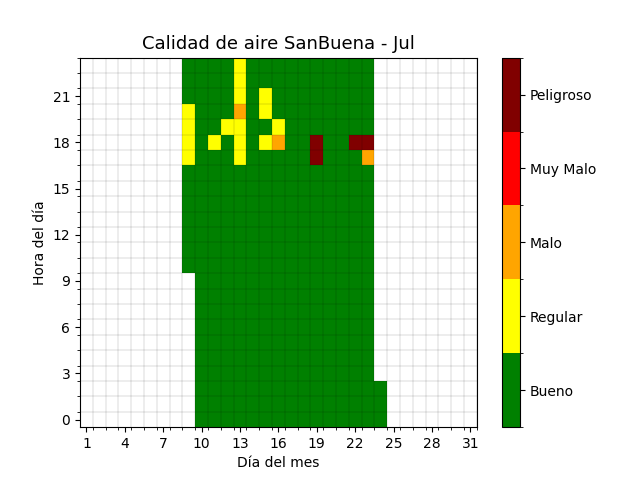 Calidad de aire SanBuena - Jul
Hora del día
21
18
15
12
9
6
3
0
1 4 7 10 13 16 19 22 25 28 31
Día del mes
Peligroso
Muy Malo
Malo
Regular
Bueno